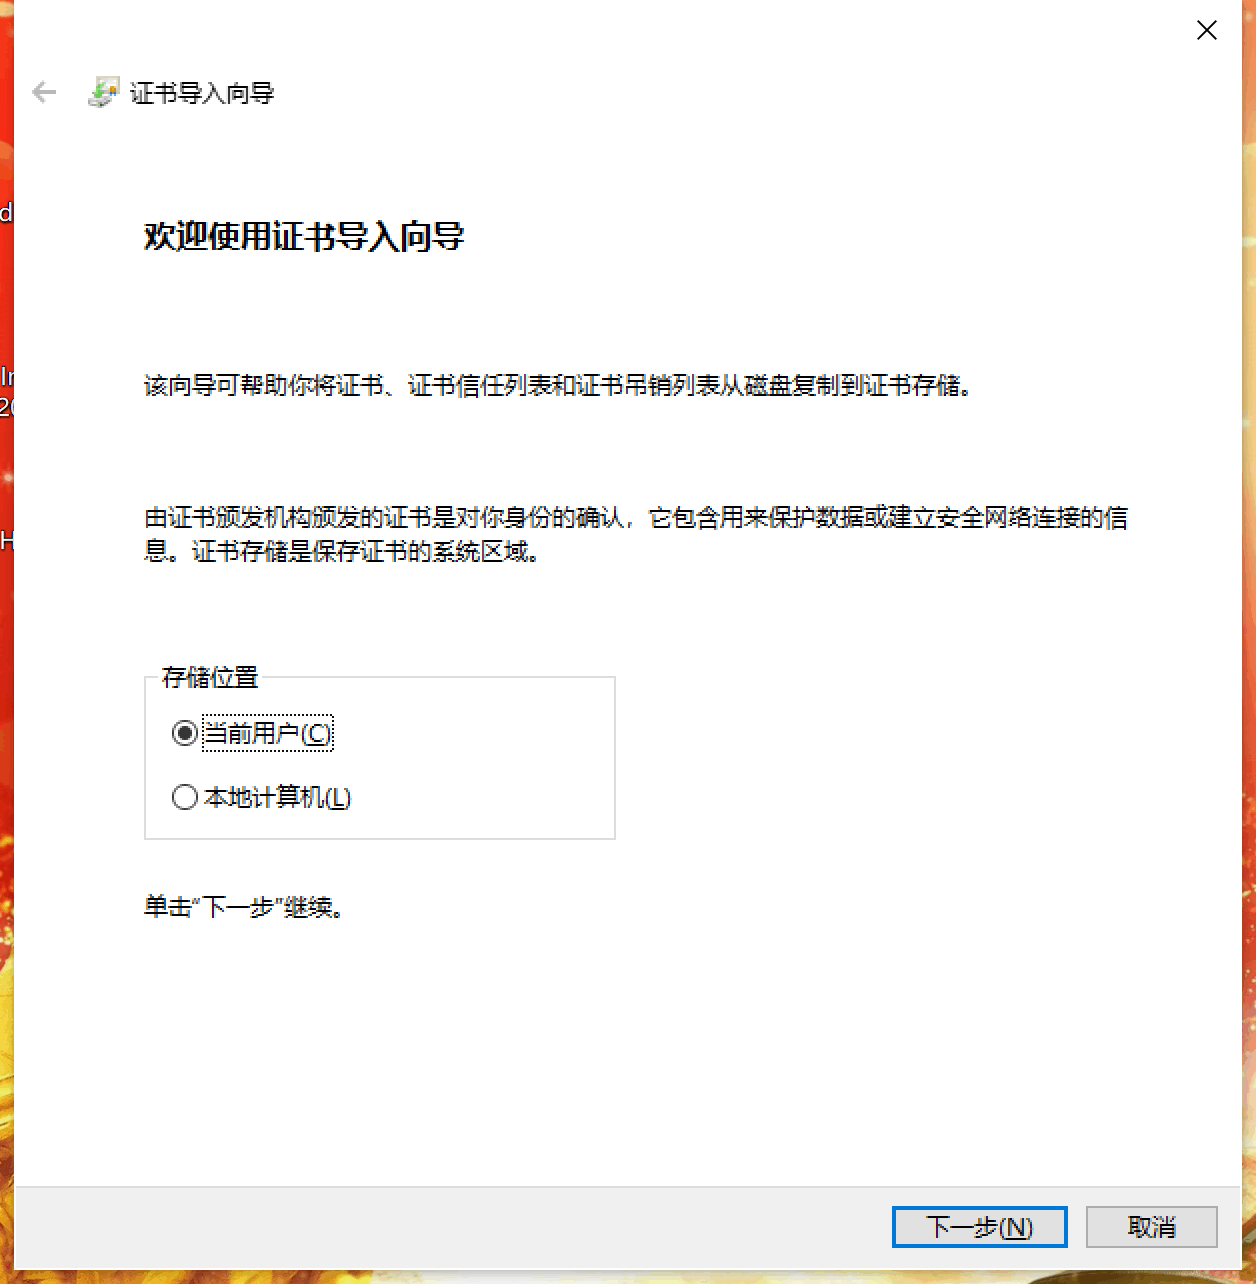 证书导入向导
欢迎使用证书导入向导
该向导可帮助你将证书、证书信任列表和证书吊销列表从磁盘复制到证书存储。
由证书颁发机构颁发的证书是对你身份的确认，它包含用来保护数据或建立安全网络连接的信
息。证书存储是保存证书的系统区域。
存储位置
当前用户(C)
本地计算机(L)
单击“下一步”继续。
下一步(N)
取消